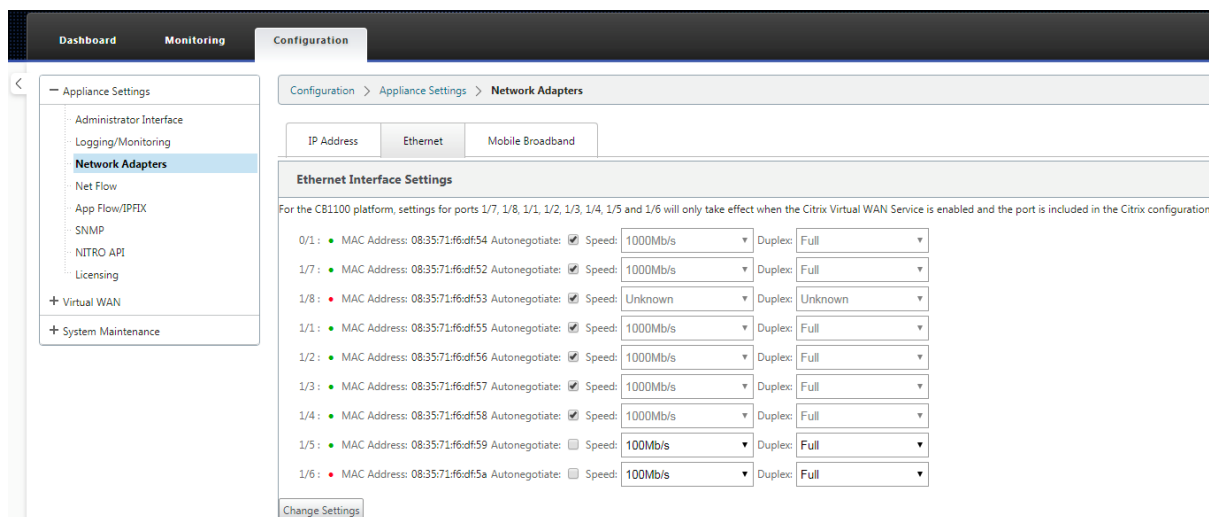 Dashboard Monitoring Configuration
Configuration > Appliance Settings > Network Adapters
Appliance Settings
Administrator Interface
Logging/Monitoring
Network Adapters
Net Flow
App Flow/IPFIX
SNMP
NITRO API
Licensing
Virtual WAN
System Maintenance
IP Address Ethernet Mobile Broadband
Ethernet Interface Settings
For the CB1100 platform, settings for ports 1/7, 1/8, 1/1, 1/2, 1/3, 1/4, 1/5 and 1/6 will only take effect when the Citrix Virtual WAN Service is enabled and the port is included in the Citrix configuration
0/1 : MAC Address: 08:35:71:f6:df:54 Autonegotiate: Speed: 1000Mb/s Duplex: Full
1/7 : MAC Address: 08:35:71:f6:df:52 Autonegotiate: Speed: 1000Mb/s Duplex: Full
1/8 : MAC Address: 08:35:71:f6:df:53 Autonegotiate: Speed: Unknown Duplex: Unknown
1/1 : MAC Address: 08:35:71:f6:df:55 Autonegotiate: Speed: 1000Mb/s Duplex: Full
1/2 : MAC Address: 08:35:71:f6:df:56 Autonegotiate: Speed: 1000Mb/s Duplex: Full
1/3 : MAC Address: 08:35:71:f6:df:57 Autonegotiate: Speed: 1000Mb/s Duplex: Full
1/4 : MAC Address: 08:35:71:f6:df:58 Autonegotiate: Speed: 1000Mb/s Duplex: Full
1/5 : MAC Address: 08:35:71:f6:df:59 Autonegotiate: Speed: 100Mb/s Duplex: Full
1/6 : MAC Address: 08:35:71:f6:df:5a Autonegotiate: Speed: 100Mb/s Duplex: Full
Change Settings